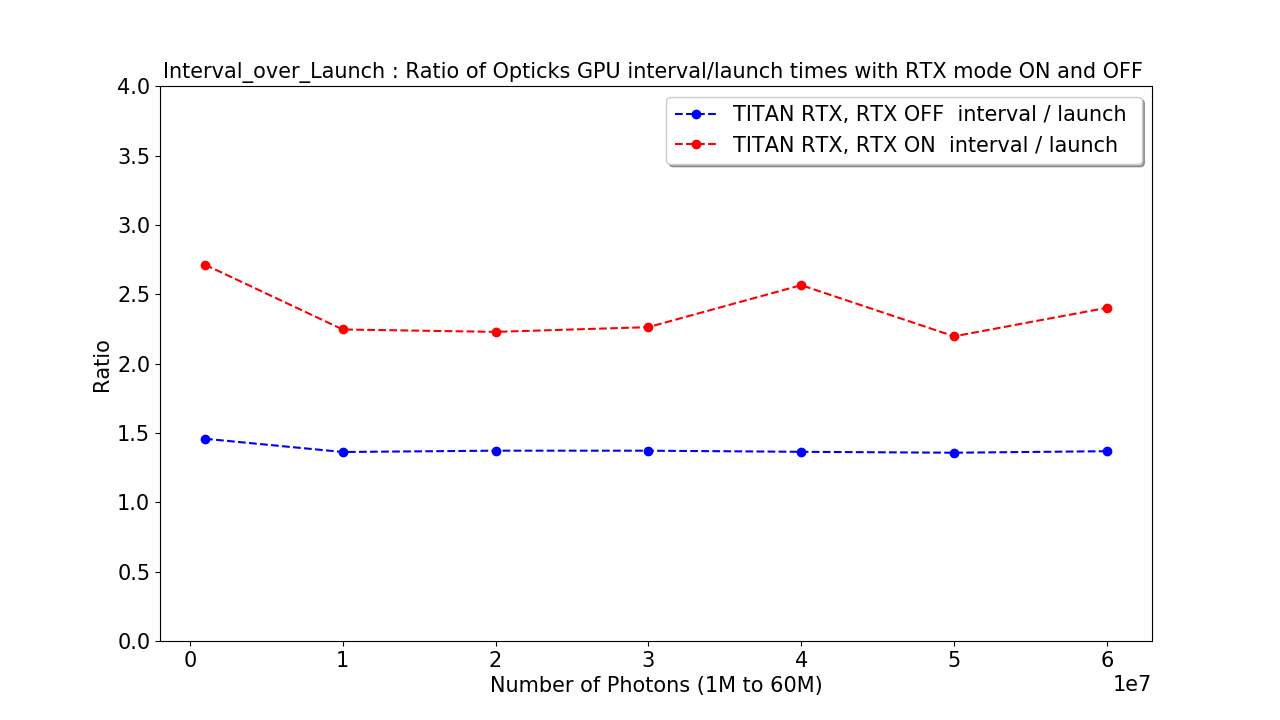 Interval_over_Launch : Ratio of Opticks GPU interval/launch times with RTX mode ON and OFF
TITAN RTX, RTX OFF  interval / launch
TITAN RTX, RTX ON  interval / launch
4.0
3.5
3.0
2.5
2.0
1.5
1.0
0.5
0.0
Ratio
0 1 2 3 4 5 6
1e7
Number of Photons (1M to 60M)